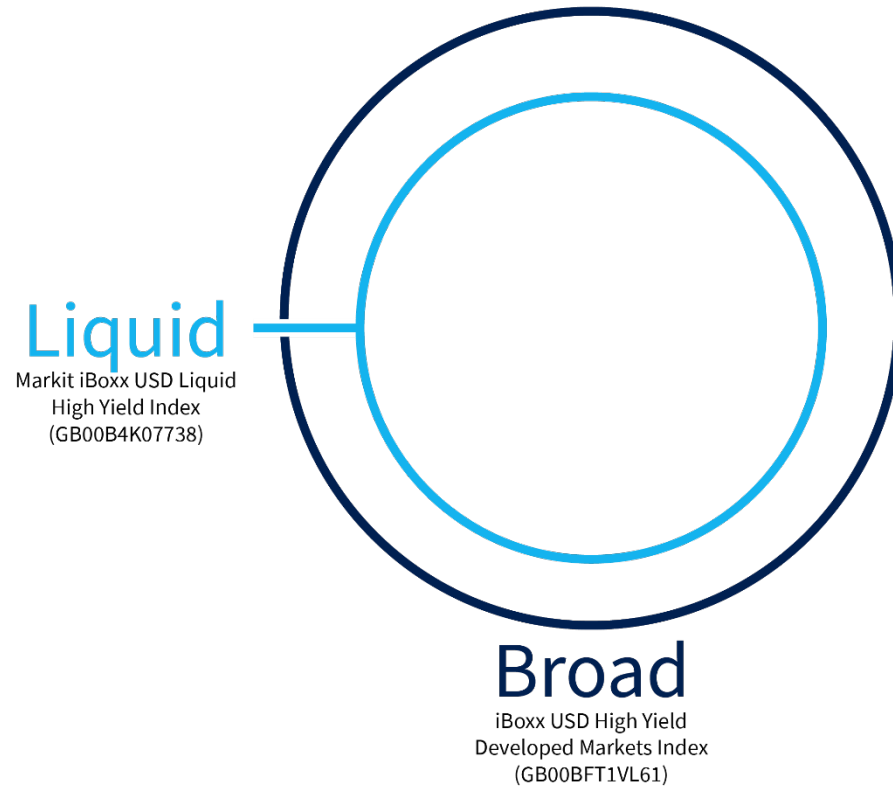 Liquid
Markit iBoxx USD Liquid
High Yield Index
(GB00B4K07738)
Broad
iBoxx USD High Yield
Developed Markets Index
(GB00BFT1VL61)